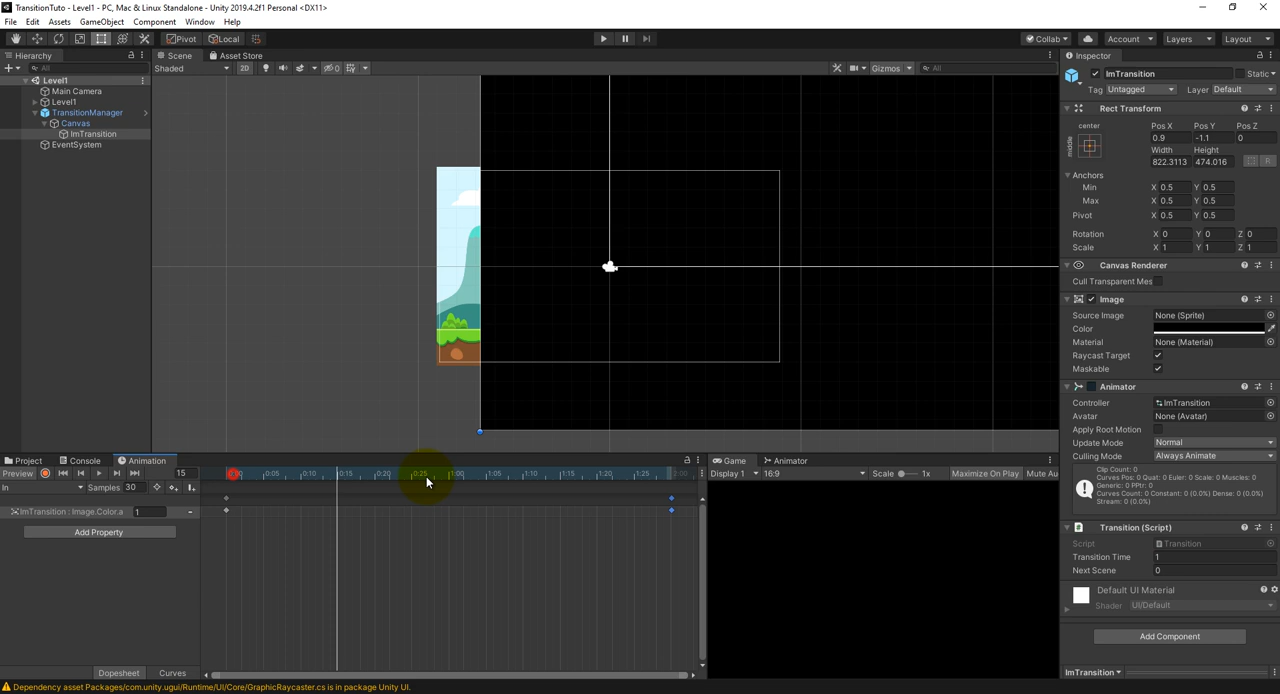 TransitionTuto - Level1 - PC, Mac & Linux Standalone - Unity 2019.4.2f1 Personal <DX11>
File Edit Assets GameObject Component Window Help
Pivot Local Collab Account Layers Layout
Hierarchy
All
Level1
Main Camera
Level1
TransitionManager
Canvas
ImTransition
EventSystem
Scene Asset Store
Shaded 2D 0 Gizmos All
Inspector
ImTransition Static
Tag Untagged Layer Default
Rect Transform
center
middle
Pos X Pos Y Pos Z
0.9 -1.1 0
Width Height
822.3113 474.016 R
Anchors
Min X 0.5 Y 0.5
Max X 0.5 Y 0.5
Pivot X 0.5 Y 0.5
Rotation X 0 Y 0 Z 0
Scale X 1 Y 1 Z 1
Canvas Renderer
Cull Transparent Mes
Image
Source Image None (Sprite)
Color
Material None (Material)
Raycast Target
Maskable
Animator
Controller ImTransition
Avatar None (Avatar)
Apply Root Motion
Update Mode Normal
Culling Mode Always Animate
Clip Count: 0
Curves Pos: 0 Quat: 0 Euler: 0 Scale: 0 Muscles: 0
Generic: 0 PPtr: 0
Curves Count: 0 Constant: 0 (0.0%) Dense: 0 (0.0%)
Stream: 0 (0.0%)
Transition (Script)
Script Transition
Transition Time 1
Next Scene 0
Default UI Material
Shader UI/Default
Add Component
ImTransition
Project Console Animation
Preview 15
0:05 0:10 0:15 0:20 0:25 1:00 1:05 1:10 1:15 1:20 1:25 2:00
In Samples 30
ImTransition : Image.Color.a 1
Add Property
Dopesheet Curves
Game Animator
Display 1 16:9 Scale 1x Maximize On Play Mute Au
Dependency asset Packages/com.unity.ugui/Runtime/UI/Core/GraphicRaycaster.cs is in package Unity UI.